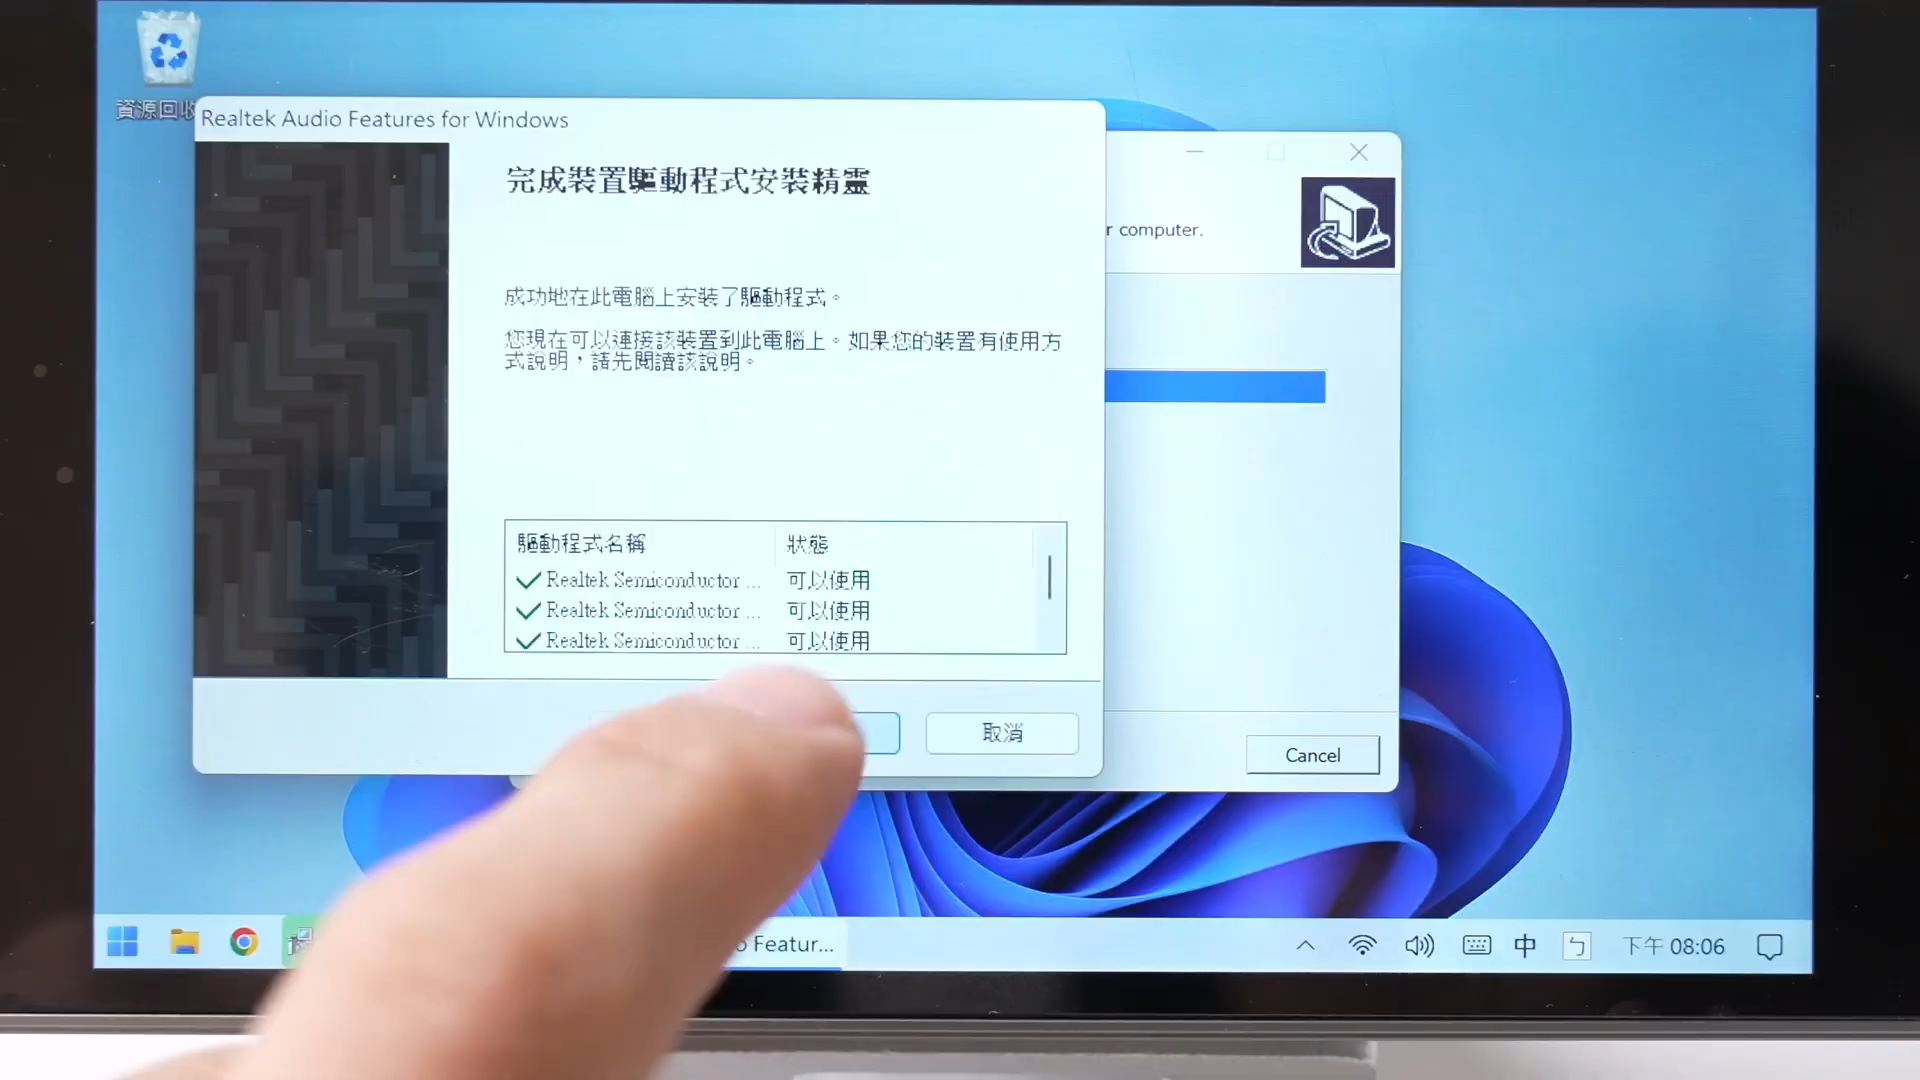 資源回收
Realtek Audio Features for Windows
完成裝置驅動程式安裝精靈
r computer.
成功地在此電腦上安裝了驅動程式。
您現在可以連接該裝置到此電腦上。如果您的裝置有使用方
式說明，請先閱讀該說明。
驅動程式名稱 狀態
Realtek Semiconductor ... 可以使用
Realtek Semiconductor ... 可以使用
Realtek Semiconductor ... 可以使用
取消
Cancel
o Featur...
中
ㄅ
下午 08:06